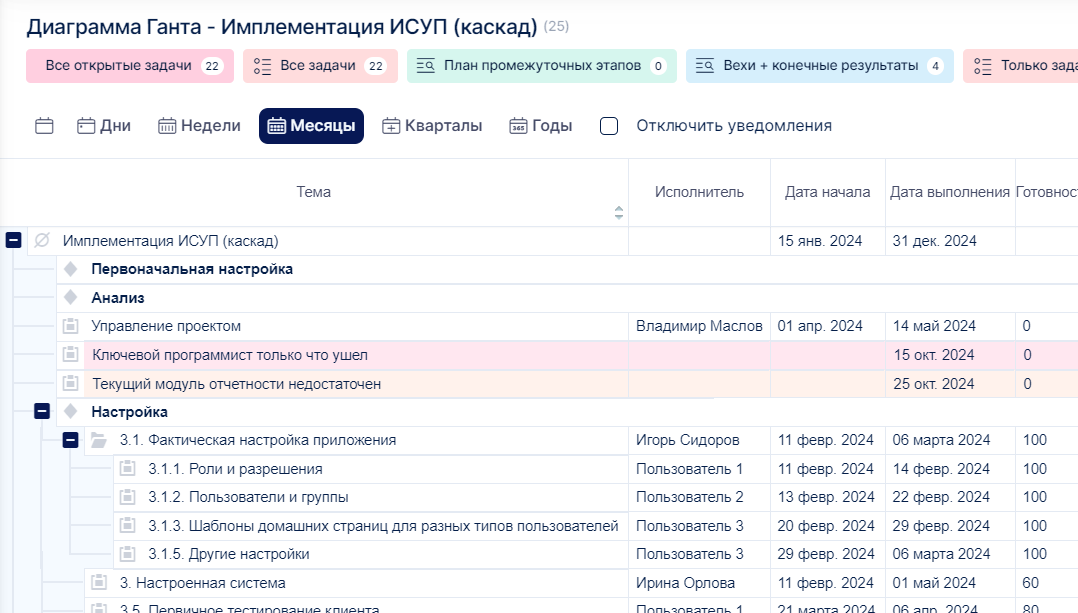 Диаграмма Ганта - Имплементация ИСУП (каскад) (25)
Все открытые задачи 22 Все задачи 22 План промежуточных этапов 0 Вехи + конечные результаты 4 Только зада
Дни Недели Месяцы Кварталы 365 Годы Отключить уведомления
Тема Исполнитель Дата начала Дата выполнения Готовнос
Имплементация ИСУП (каскад) 15 янв. 2024 31 дек. 2024
Первоначальная настройка
Анализ
Управление проектом Владимир Маслов 01 апр. 2024 14 май 2024 0
Ключевой программист только что ушел 15 окт. 2024 0
Текущий модуль отчетности недостаточен 25 окт. 2024 0
Настройка
3.1. Фактическая настройка приложения Игорь Сидоров 11 февр. 2024 06 марта 2024 100
3.1.1. Роли и разрешения Пользователь 1 11 февр. 2024 14 февр. 2024 100
3.1.2. Пользователи и группы Пользователь 2 13 февр. 2024 22 февр. 2024 100
3.1.3. Шаблоны домашних страниц для разных типов пользователей Пользователь 3 20 февр. 2024 29 февр. 2024 100
3.1.5. Другие настройки Пользователь 3 29 февр. 2024 06 марта 2024 100
3. Настроенная система Ирина Орлова 11 февр. 2024 01 май 2024 60
3.5. Первичное тестирование клиента Пользователь 1 21 марта 2024 06 апр. 2024 80